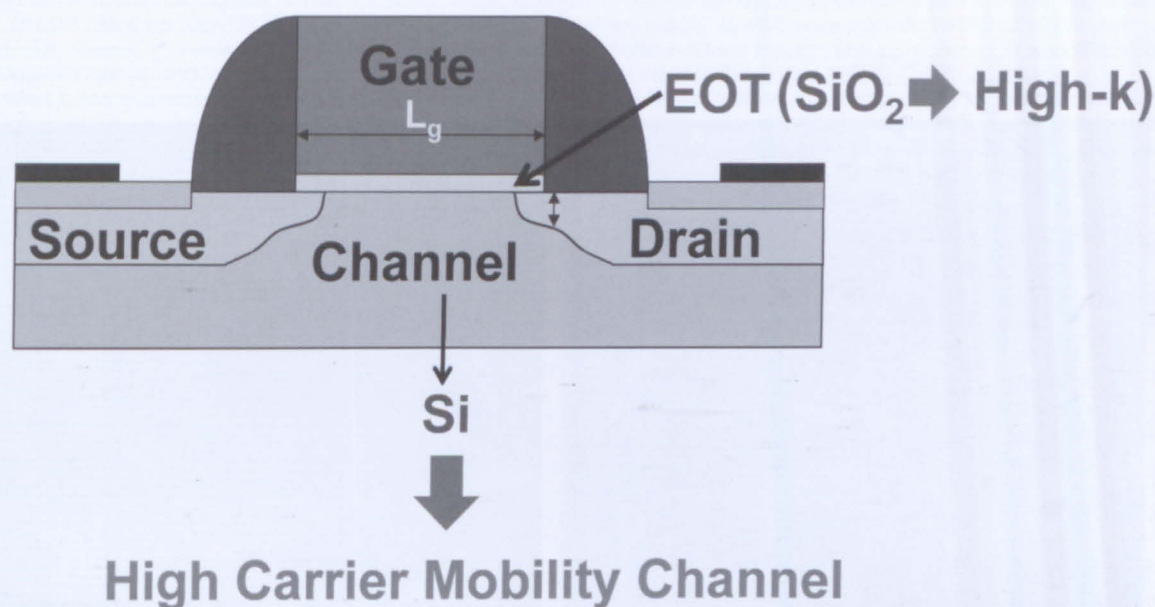 Gate
Lg
EOT (SiO₂ ➡ High-k)
Source
Channel
Drain
Si
High Carrier Mobility Channel